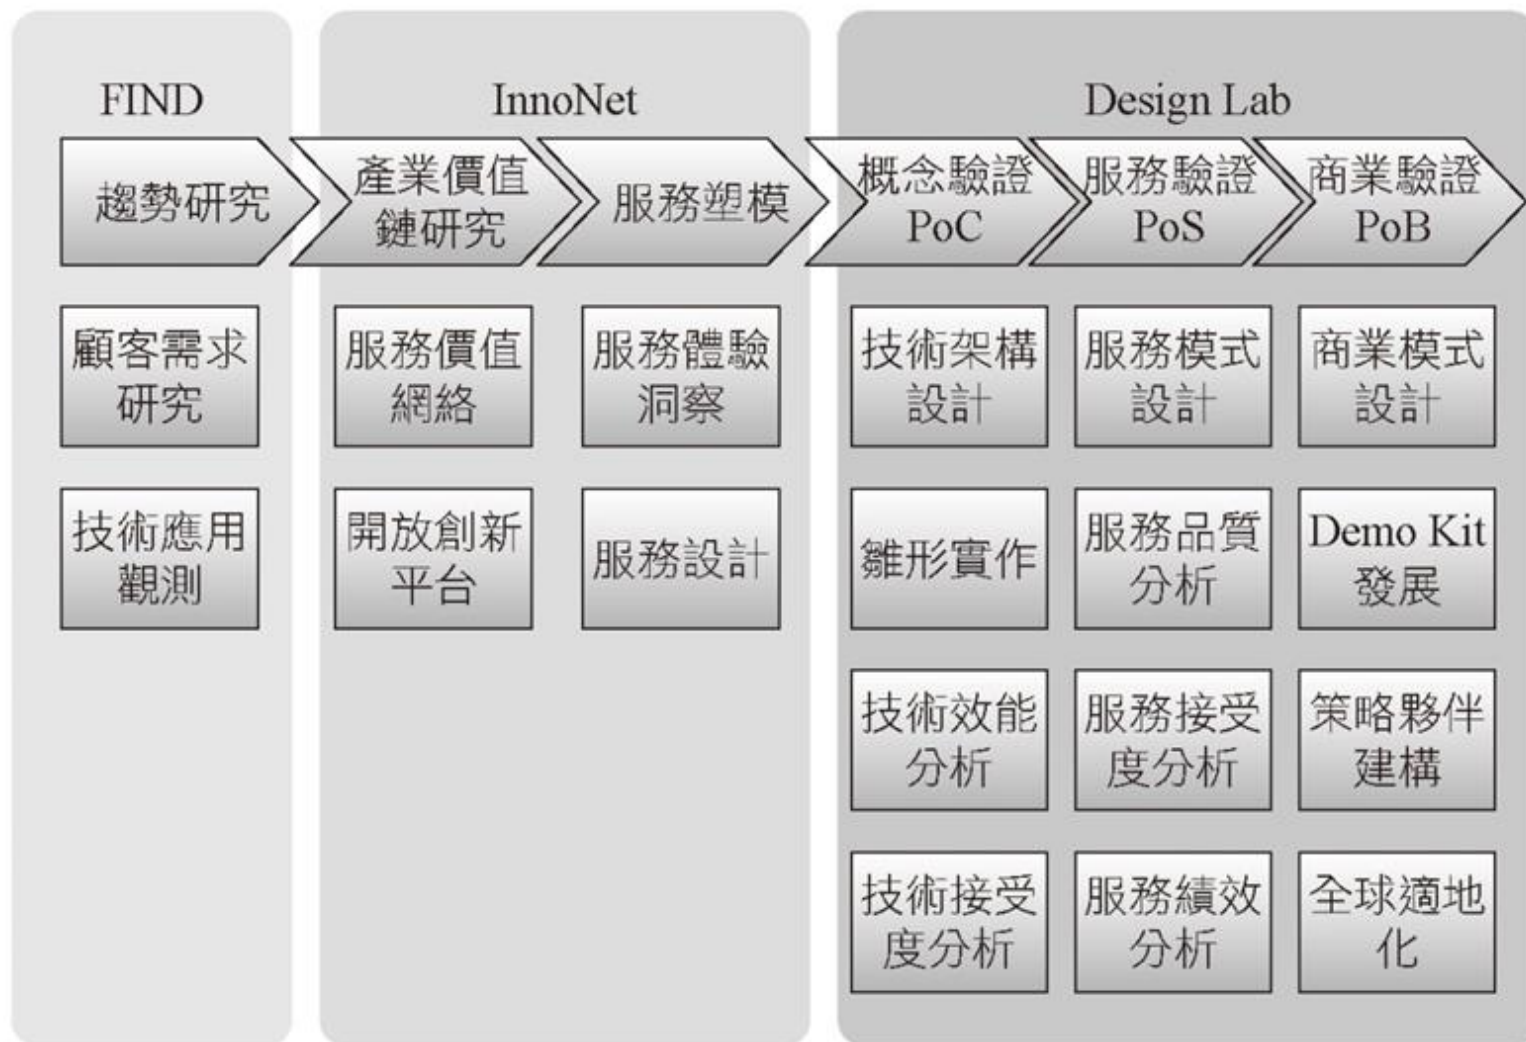 FIND
InnoNet
Design Lab
趨勢研究
產業價值
鏈研究
服務塑模
概念驗證
PoC
服務驗證
PoS
商業驗證
PoB
顧客需求
研究
服務價值
網絡
服務體驗
洞察
技術架構
設計
服務模式
設計
商業模式
設計
技術應用
觀測
開放創新
平台
服務設計
雛形實作
服務品質
分析
Demo Kit
發展
技術效能
分析
服務接受
度分析
策略夥伴
建構
技術接受
度分析
服務績效
分析
全球適地
化